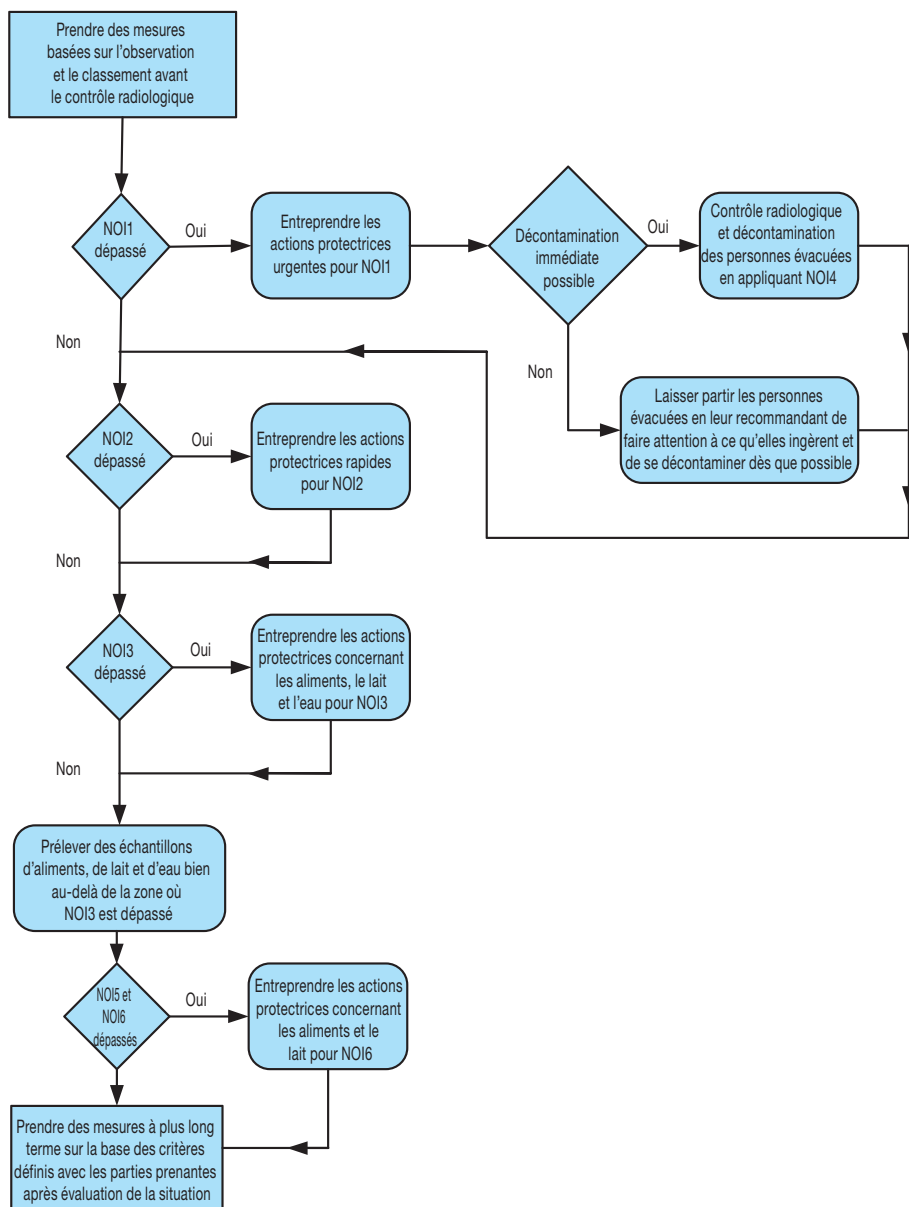 Prendre des mesures
basées sur l'observation
et le classement avant
le contrôle radiologique
NOI1
dépassé
Oui
Entreprendre les
actions protectrices
urgentes pour NOI1
Décontamination
immédiate
possible
Oui
Contrôle radiologique
et décontamination
des personnes évacuées
en appliquant NOI4
Non
Non
Laisser partir les personnes
évacuées en leur recommandant de
faire attention à ce qu'elles ingèrent et
de se décontaminer dès que possible
NOI2
dépassé
Oui
Entreprendre les actions
protectrices rapides
pour NOI2
Non
NOI3
dépassé
Oui
Entreprendre les actions
protectrices concernant
les aliments, le lait
et l'eau pour NOI3
Non
Prélever des échantillons
d'aliments, de lait et d'eau bien
au-delà de la zone où
NOI3 est dépassé
NOI5 et
NOI6
dépassés
Oui
Entreprendre les actions
protectrices concernant
les aliments et le
lait pour NOI6
Prendre des mesures à plus long
terme sur la base des critères
définis avec les parties prenantes
après évaluation de la situation